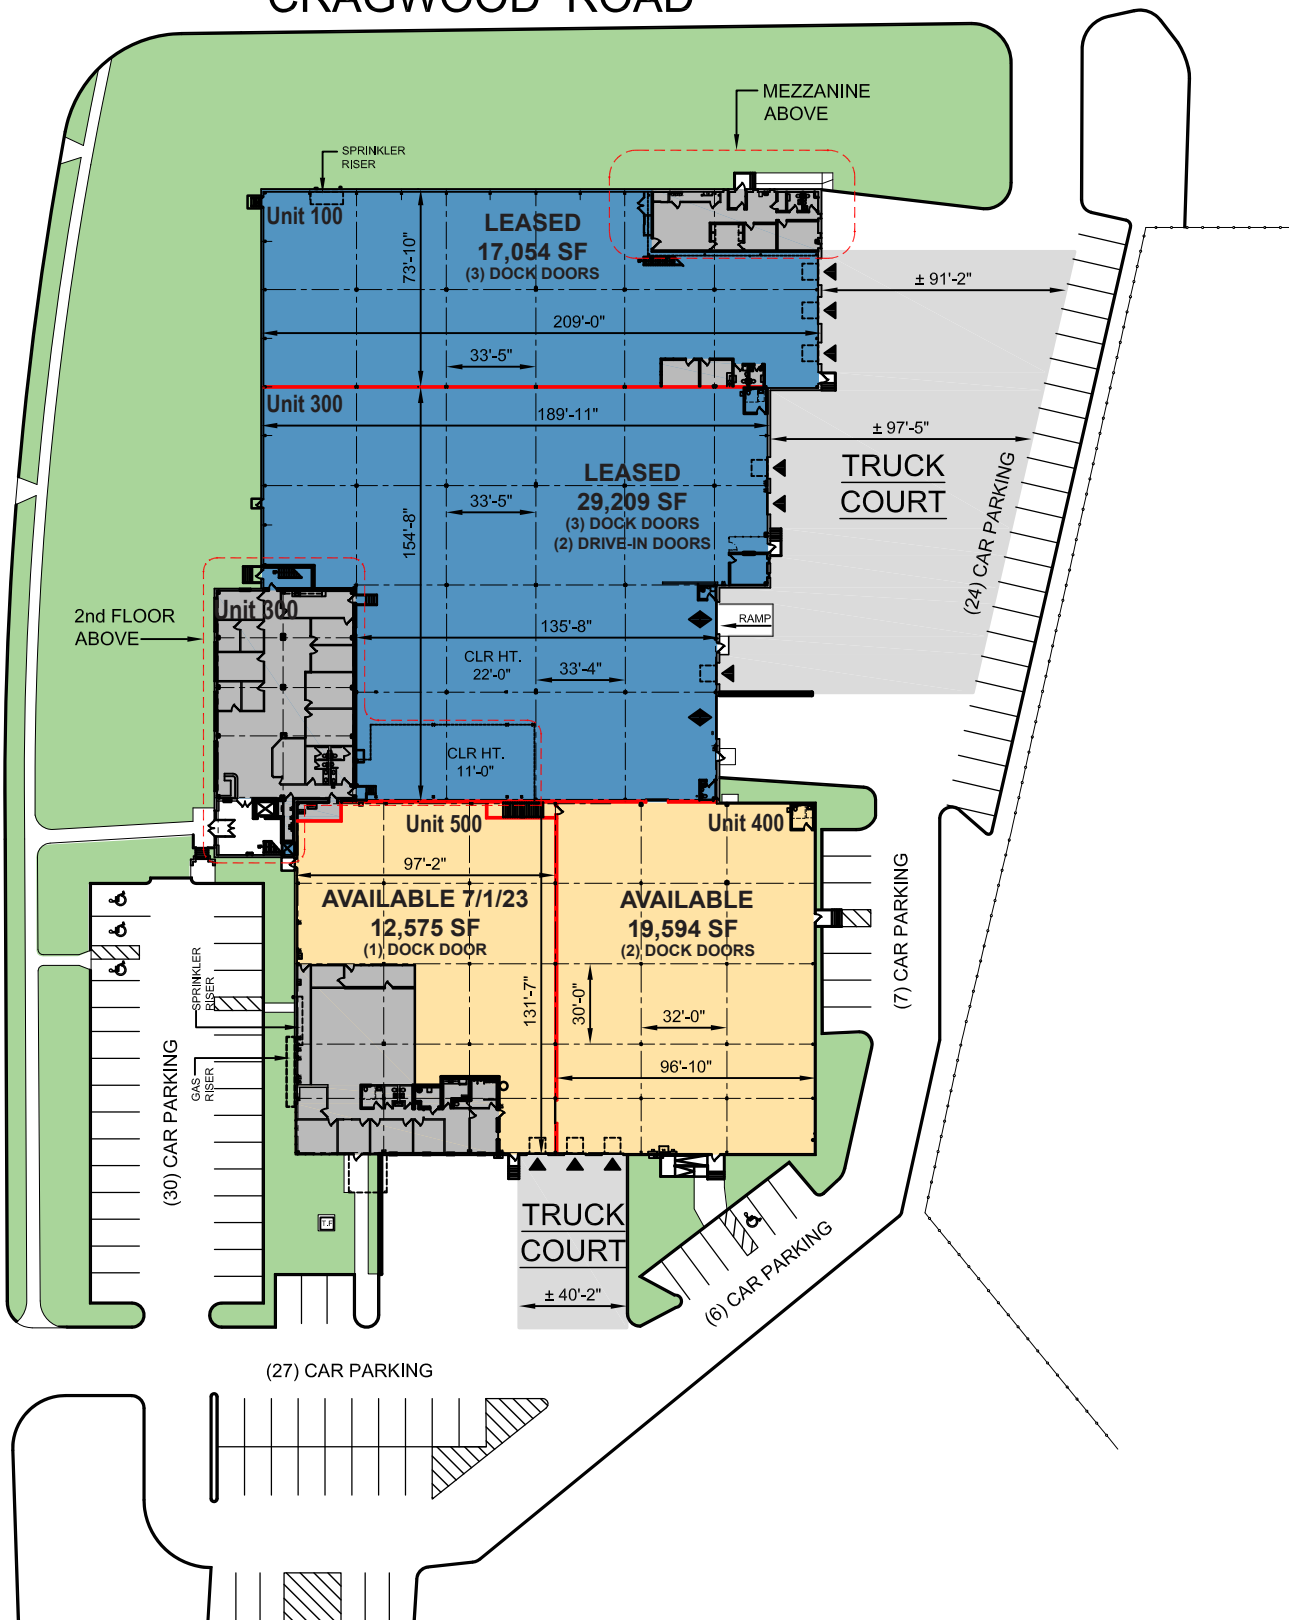 CRAGWOOD ROAD
MEZZANINE
ABOVE
SPRINKLER
RISER
Unit 100
LEASED
17,054 SF
(3) DOCK DOORS
73'-10"
± 91'-2"
209'-0"
33'-5"
Unit 300
189'-11"
± 97'-5"
TRUCK
COURT
LEASED
29,209 SF
(3) DOCK DOORS
(2) DRIVE-IN DOORS
33'-5"
154'-8"
(24) CAR PARKING
2nd FLOOR
ABOVE
Unit 300
RAMP
135'-8"
CLR HT.
22'-0"
33'-4"
CLR HT.
11'-0"
Unit 500
Unit 400
97'-2"
AVAILABLE 7/1/23
12,575 SF
(1) DOCK DOOR
AVAILABLE
19,594 SF
(2) DOCK DOORS
(7) CAR PARKING
SPRINKLER
RISER
131'-7"
30'-0"
32'-0"
96'-10"
GAS
RISER
(30) CAR PARKING
T.F
TRUCK
COURT
± 40'-2"
(6) CAR PARKING
(27) CAR PARKING